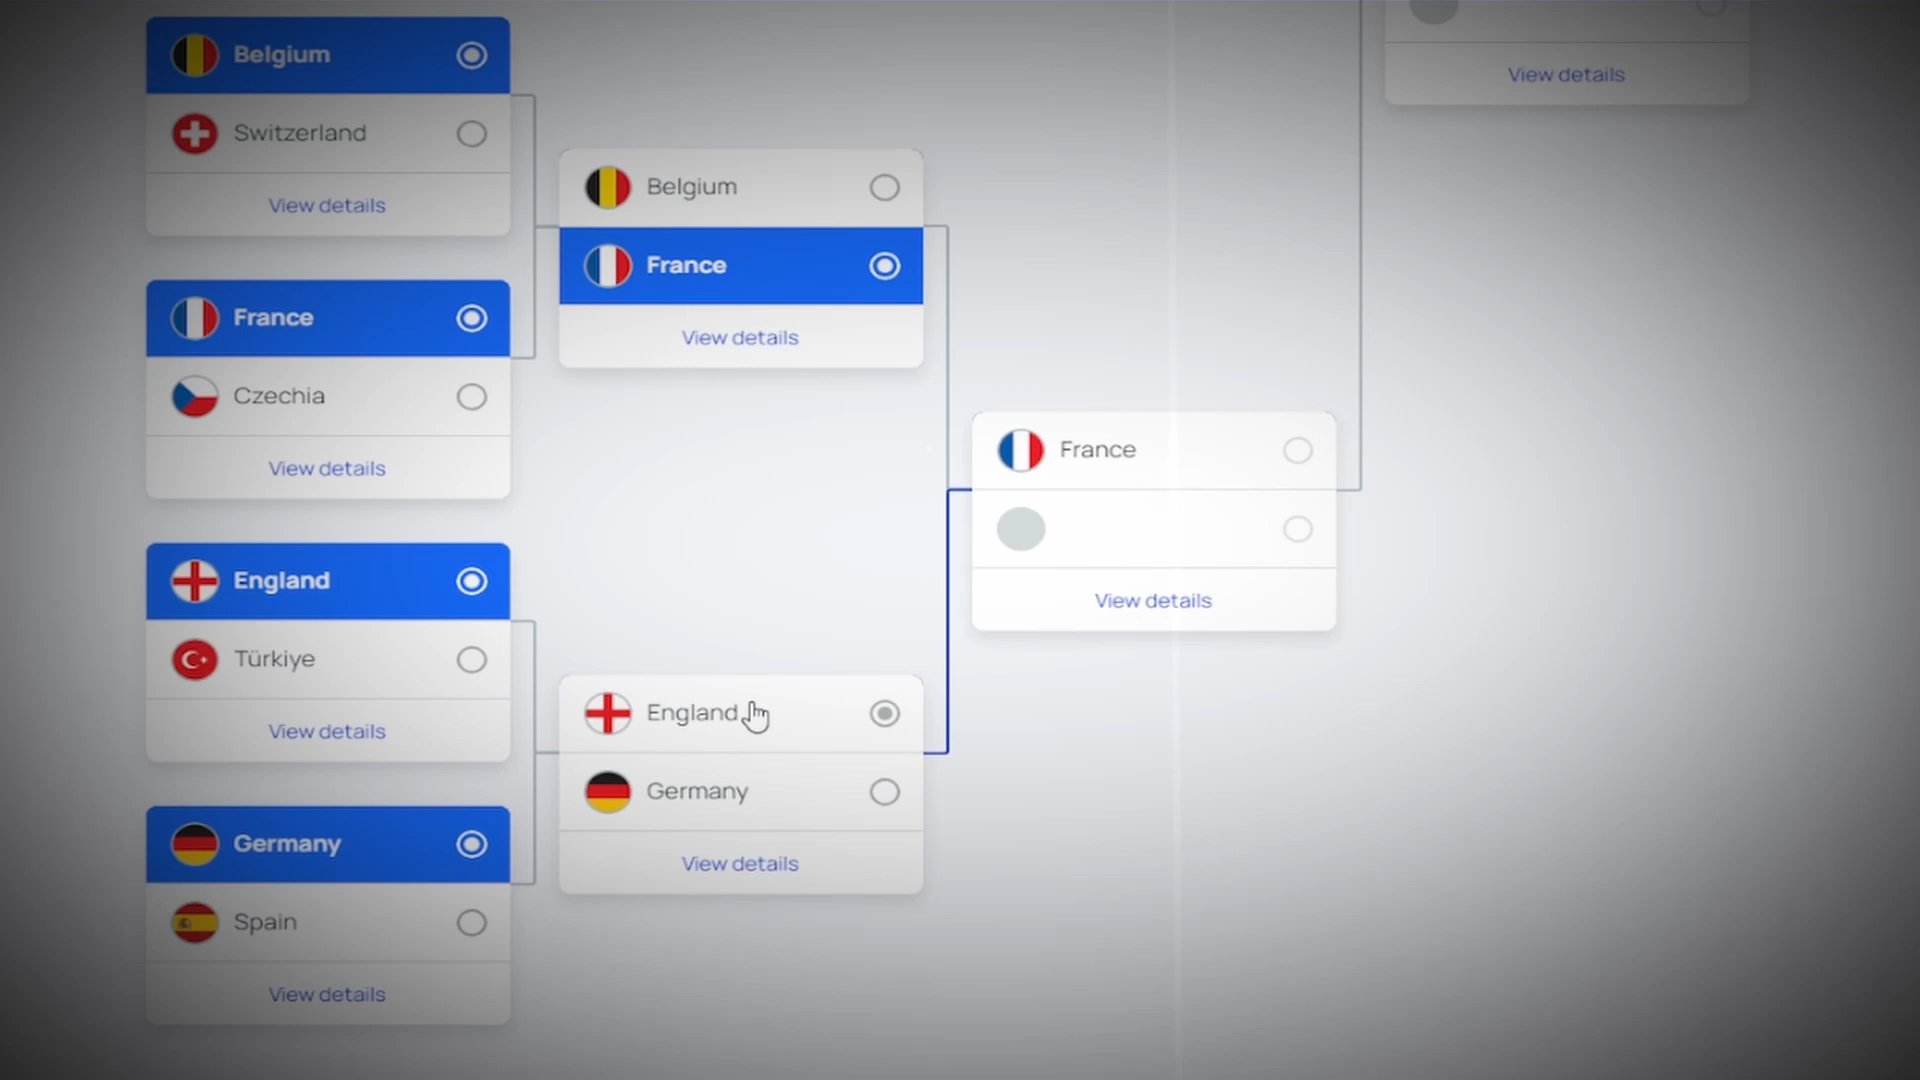 Belgium
Switzerland
View details
France
Czechia
View details
England
Türkiye
View details
Germany
Spain
View details
Belgium
France
View details
England
Germany
View details
France
View details
View details